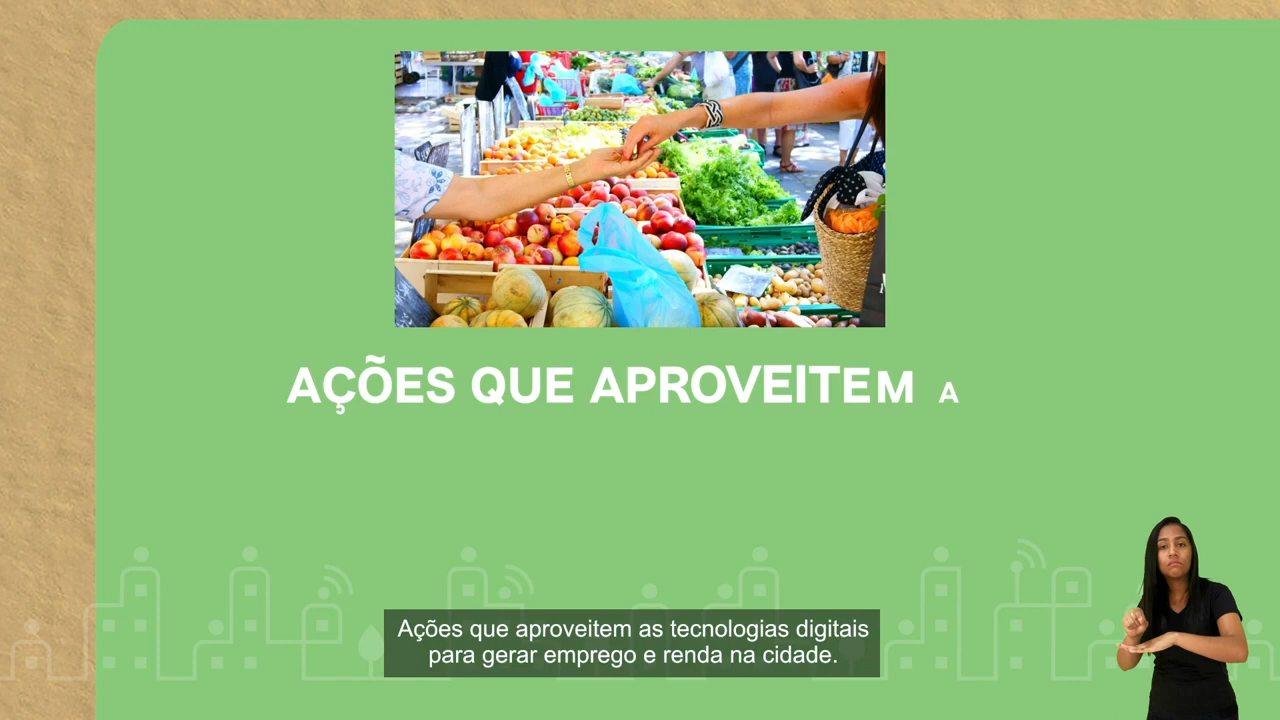 AÇÕES QUE APROVEITEM A
Ações que aproveitem as tecnologias digitais
para gerar emprego e renda na cidade.